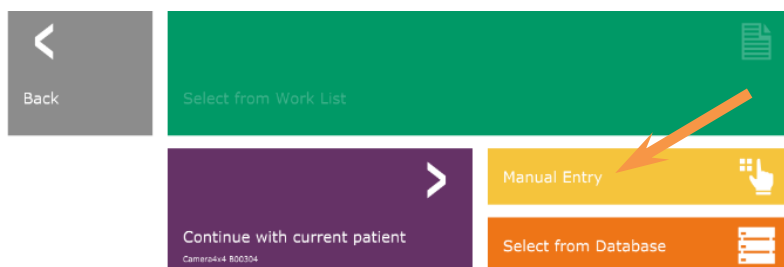 Back
Select from Work List
Manual Entry
Continue with current patient
Camera4x4 B00304
Select from Database